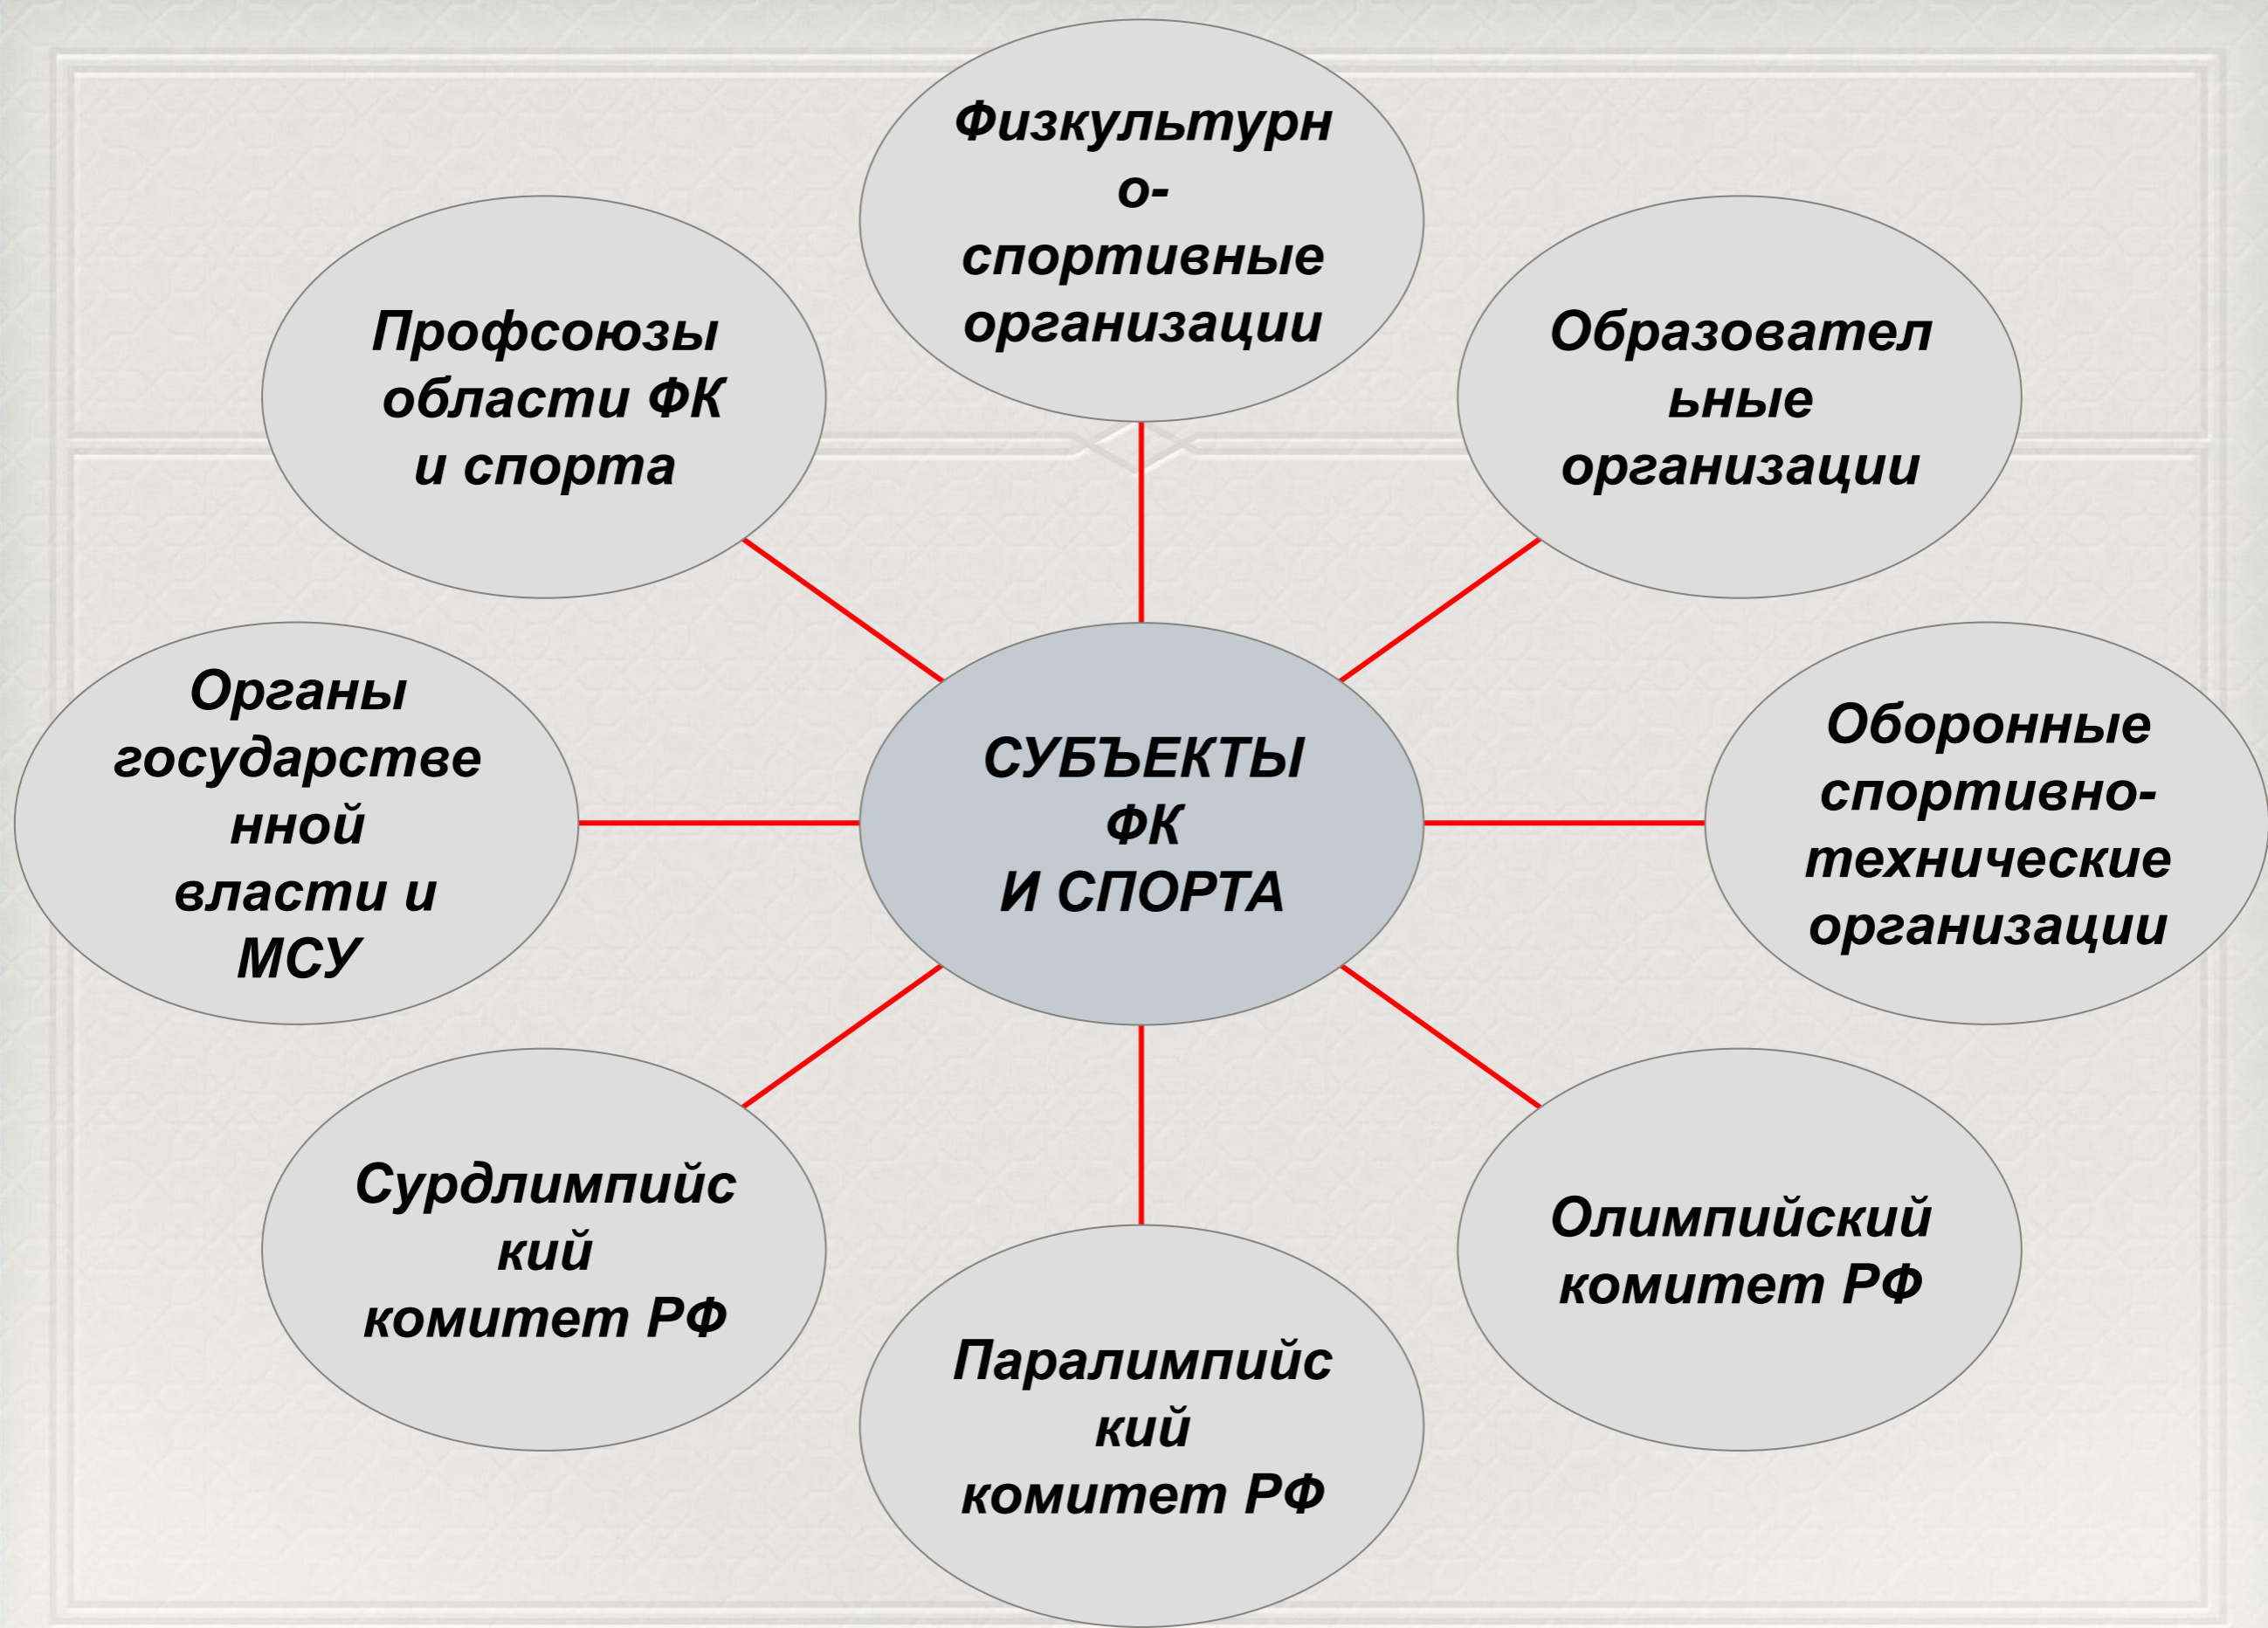 Физкультурн
о-
спортивные
организации
Профсоюзы
области ФК
и спорта
Образовател
ьные
организации
Органы
государстве
нной
власти и
МСУ
СУБЪЕКТЫ
ФК
И СПОРТА
Оборонные
спортивно-
технические
организации
Сурдлимпийс
кий
комитет РФ
Паралимпийс
кий
комитет РФ
Олимпийский
комитет РФ